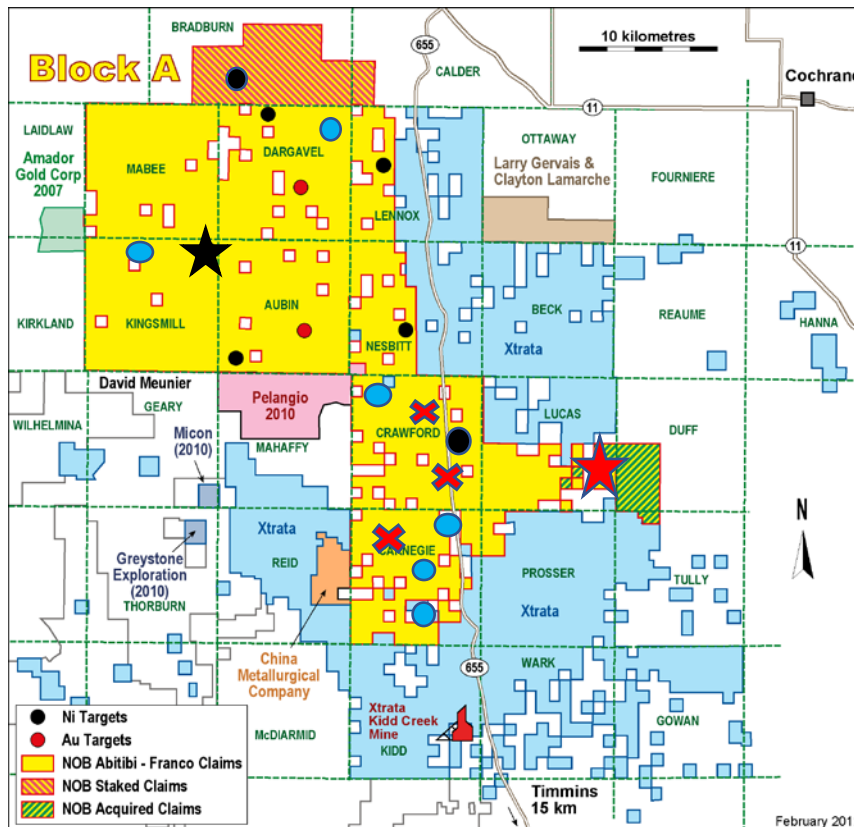 BRADBURN
Block A
655
10 kilometres
CALDER
Cochrane
11
LAIDLAW
Amador
Gold Corp
2007
MABEE
DARGAVEL
LENNOX
OTTAWAY
Larry Gervais &
Clayton Lamarche
FOURNIERE
11
KIRKLAND
KINGSMILL
AUBIN
NESBITT
BECK
Xtrata
REAUME
HANNA
David Meunier
GEARY
WILHELMINA
Pelangio
2010
MAHAFFY
CRAWFORD
LUCAS
DUFF
Micon
(2010)
N
Xtrata
REID
CARNEGIE
Greystone
Exploration
(2010)
THORBURN
PROSSER
Xtrata
TULLY
China
Metallurgical
Company
655
WARK
GOWAN
McDIARMID
Xtrata
Kidd Creek
Mine
KIDD
Ni Targets
Au Targets
NOB Abitibi - Franco Claims
NOB Staked Claims
NOB Acquired Claims
Timmins
15 km